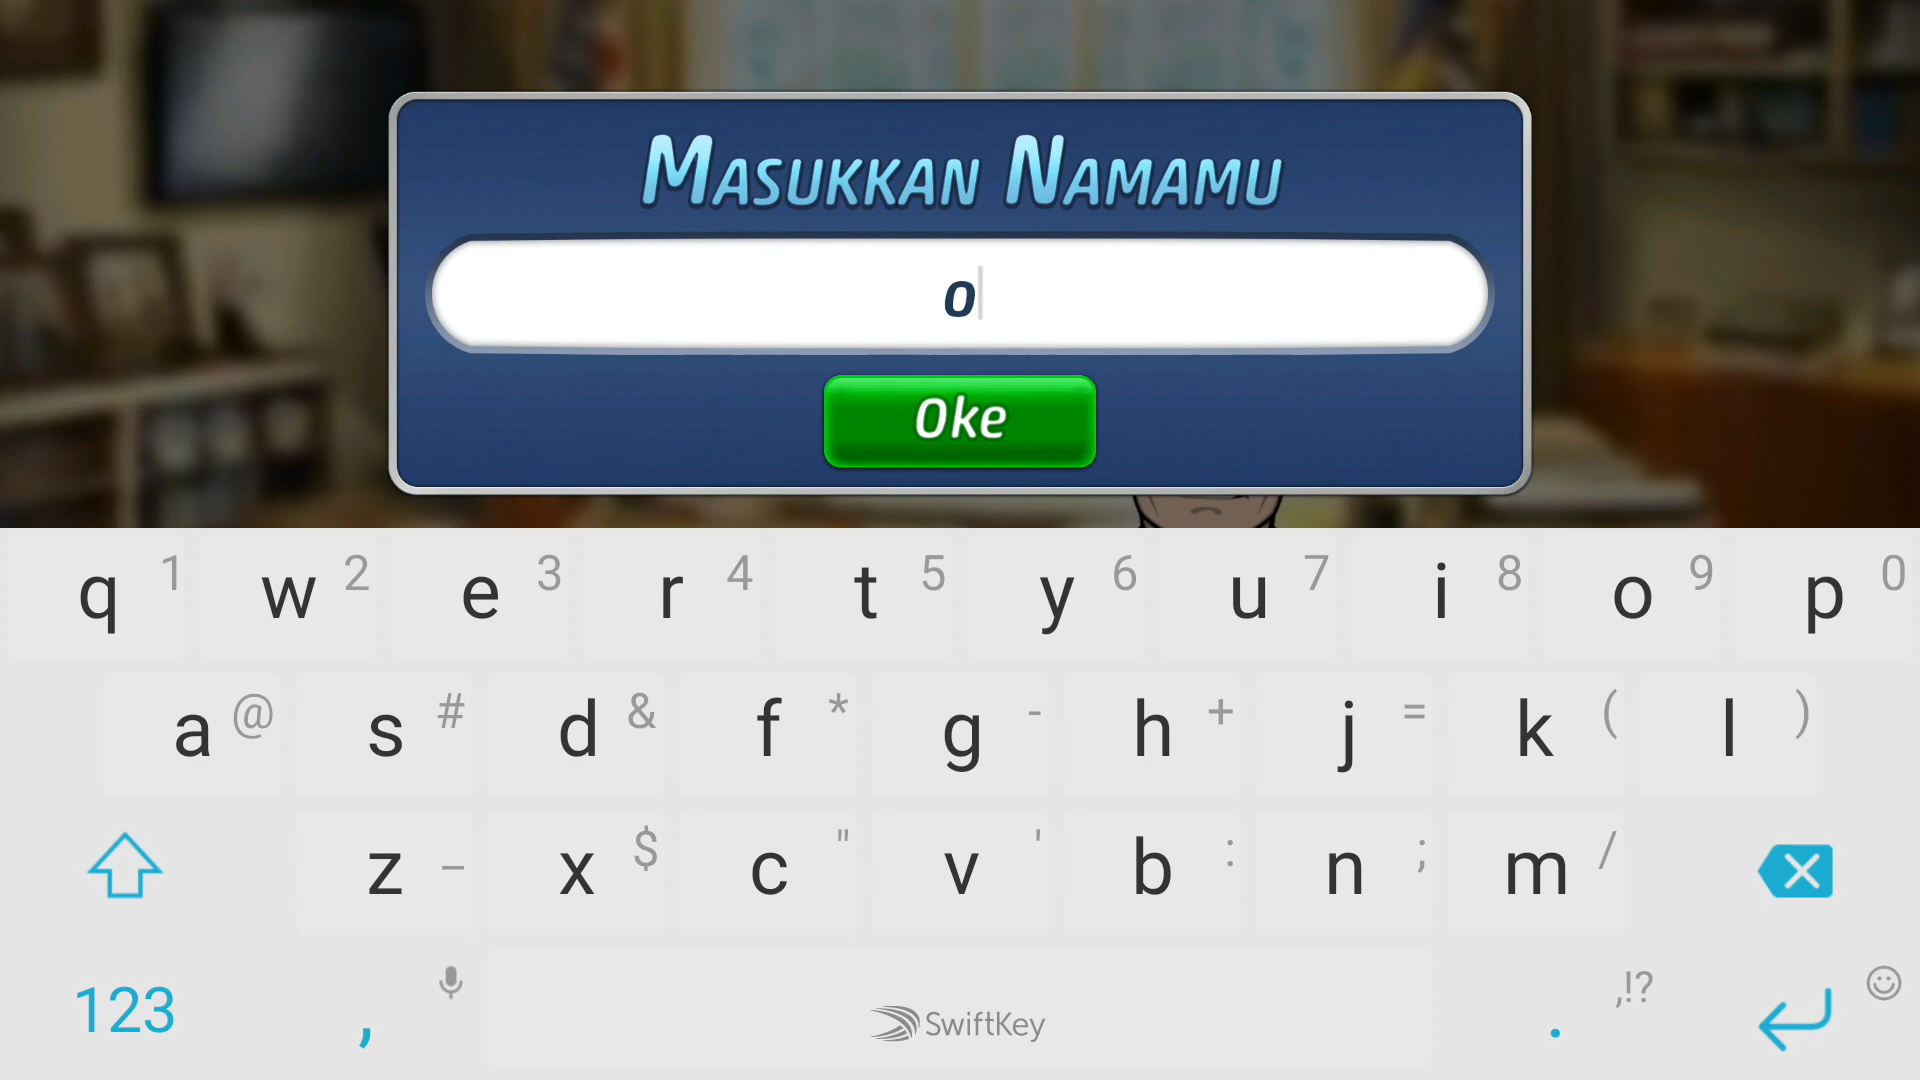 Masukkan Namamu
o
Oke
q 1 w 2 e 3 r 4 t 5 y 6 u 7 i 8 o 9 p 0
a @ s # d & f * g - h + j = k ( l )
z _ x $ c " v ' b : n ; m /
123 , SwiftKey . ,!?